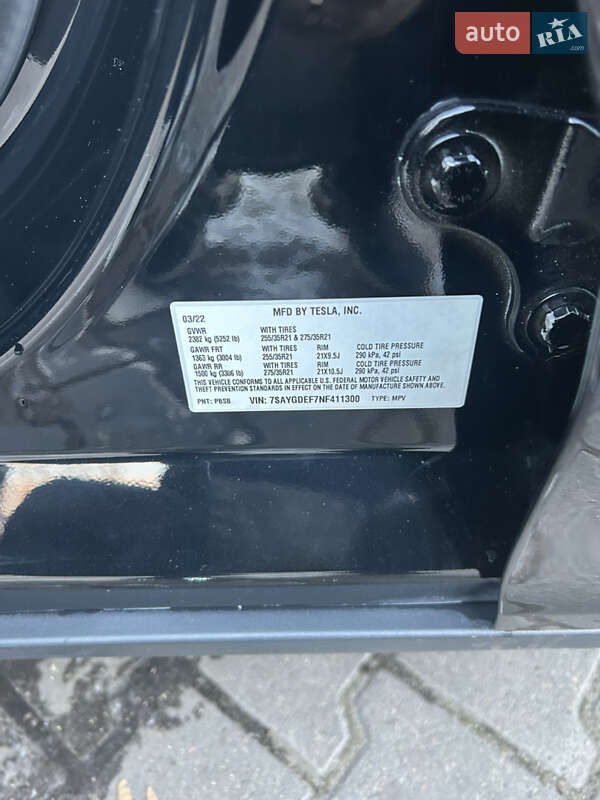 auto RIA.com
03/22 MFD BY TESLA, INC.
GVWR WITH TIRES
2382 kg (5252 lb) 255/35R21 & 275/35R21
GAWR FRT WITH TIRES RIM COLD TIRE PRESSURE
1363 kg (3004 lb) 255/35R21 21X9.5J 290 kPa, 42 psi
GAWR RR WITH TIRES RIM COLD TIRE PRESSURE
1500 kg (3306 lb) 275/35R21 21X10.5J 290 kPa, 42 psi
THIS VEHICLE CONFORMS TO ALL APPLICABLE U.S. FEDERAL MOTOR VEHICLE SAFETY AND THEFT
PREVENTION STANDARDS IN EFFECT ON THE DATE OF MANUFACTURE SHOWN ABOVE.
PNT: PBSB VIN: 7SAYGDEF7NF411300 TYPE: MPV